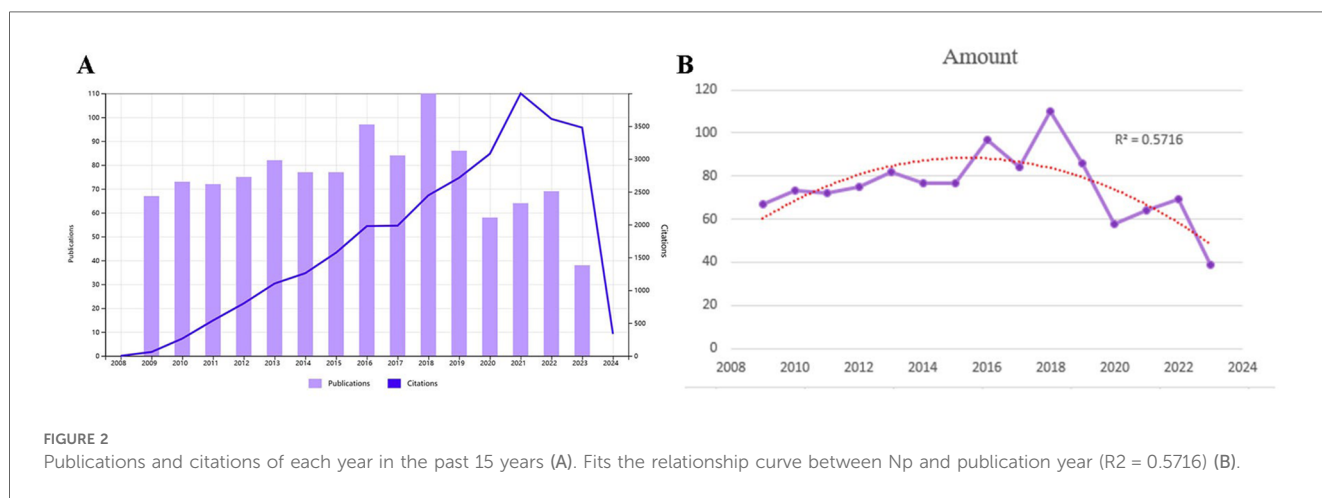 A
110
100
90
80
70
60
50
40
30
20
10
0
Publications
3500
3000
2500
2000
1500
1000
500
0
Citations
2008 2009 2010 2011 2012 2013 2014 2015 2016 2017 2018 2019 2020 2021 2022 2023 2024
Publications Citations
B
Amount
120
100
80
60
40
20
0
R² = 0.5716
2008 2010 2012 2014 2016 2018 2020 2022 2024
FIGURE 2
Publications and citations of each year in the past 15 years (A). Fits the relationship curve between Np and publication year (R2 = 0.5716) (B).